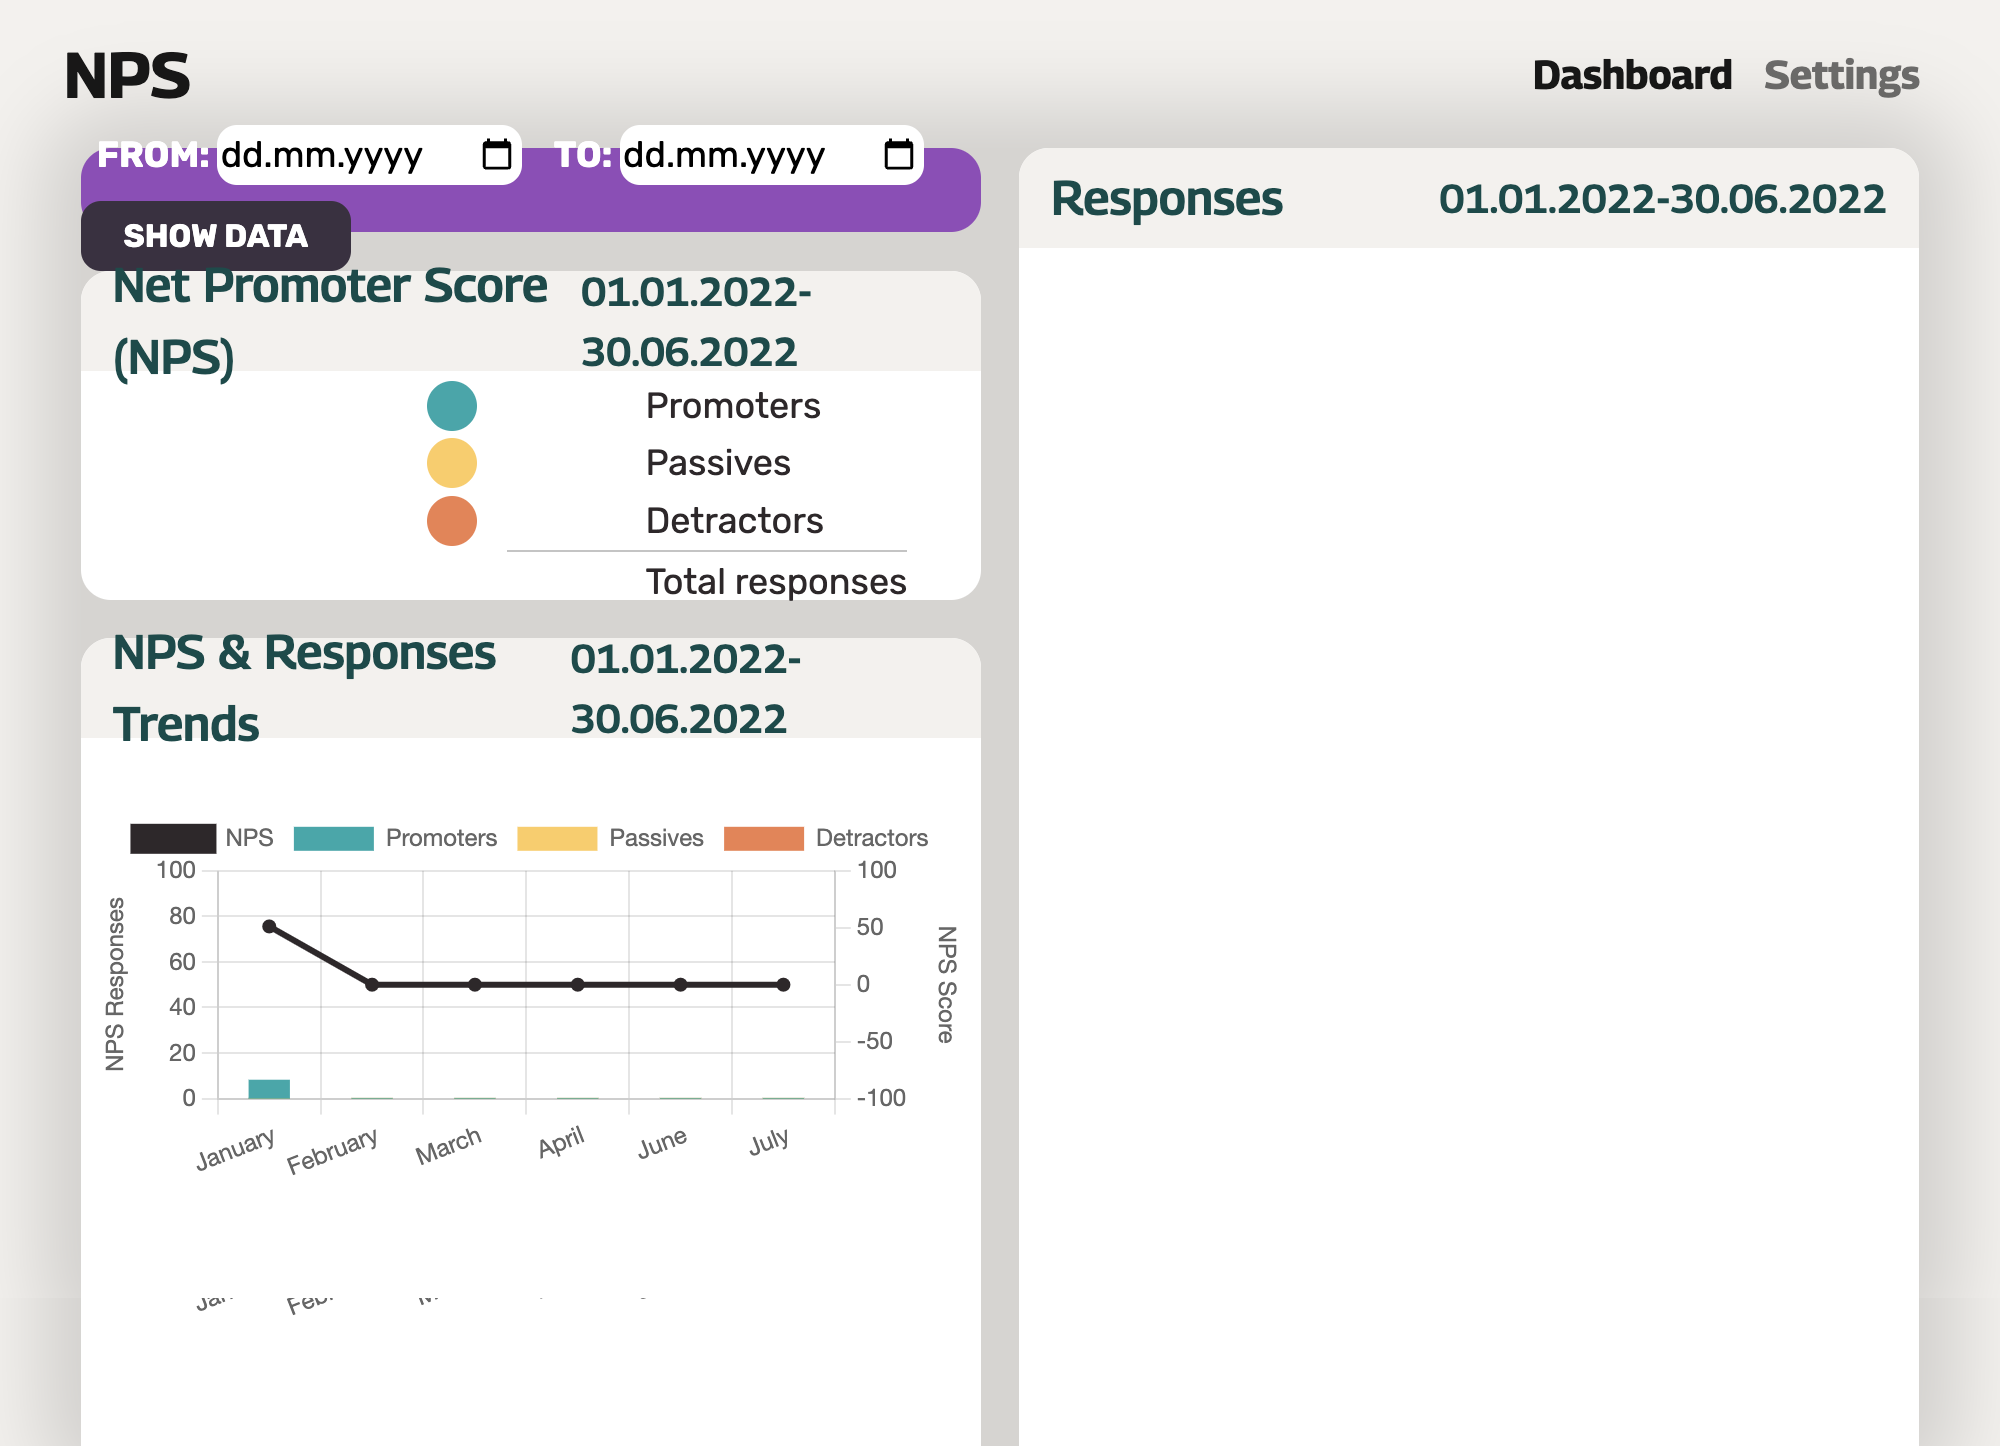 NPS
Dashboard Settings
FROM: dd.mm.yyyy TO: dd.mm.yyyy
SHOW DATA
Net Promoter Score
(NPS)
01.01.2022-
30.06.2022
Promoters
Passives
Detractors
Total responses
NPS & Responses
Trends
01.01.2022-
30.06.2022
NPS Promoters Passives Detractors
NPS Responses
100
80
60
40
20
0
100
50
0
-50
-100
NPS Score
January February March April June July
Responses 01.01.2022-30.06.2022